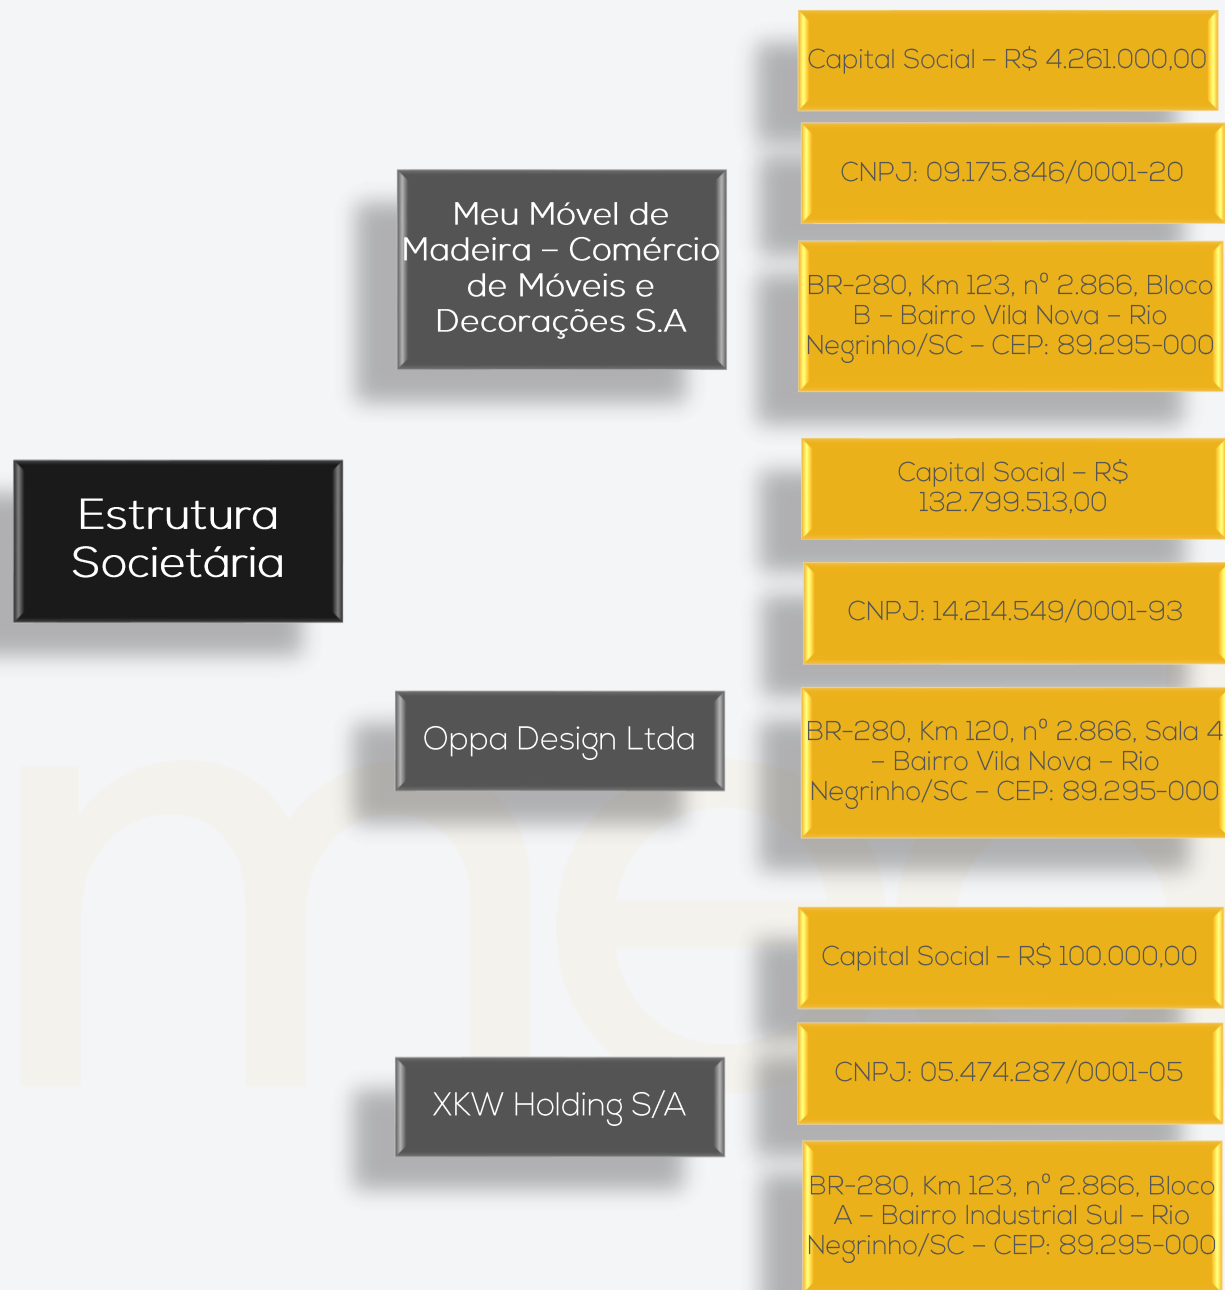 Estrutura
Societária
Meu Móvel de
Madeira – Comércio
de Móveis e
Decorações S.A
Capital Social – R$ 4.261.000,00
CNPJ: 09.175.846/0001-20
BR-280, Km 123, nº 2.866, Bloco
B – Bairro Vila Nova – Rio
Negrinho/SC – CEP: 89.295-000
Oppa Design Ltda
Capital Social – R$
132.799.513,00
CNPJ: 14.214.549/0001-93
BR-280, Km 120, nº 2.866, Sala 4
– Bairro Vila Nova – Rio
Negrinho/SC – CEP: 89.295-000
XKW Holding S/A
Capital Social – R$ 100.000,00
CNPJ: 05.474.287/0001-05
BR-280, Km 123, nº 2.866, Bloco
A – Bairro Industrial Sul – Rio
Negrinho/SC – CEP: 89.295-000